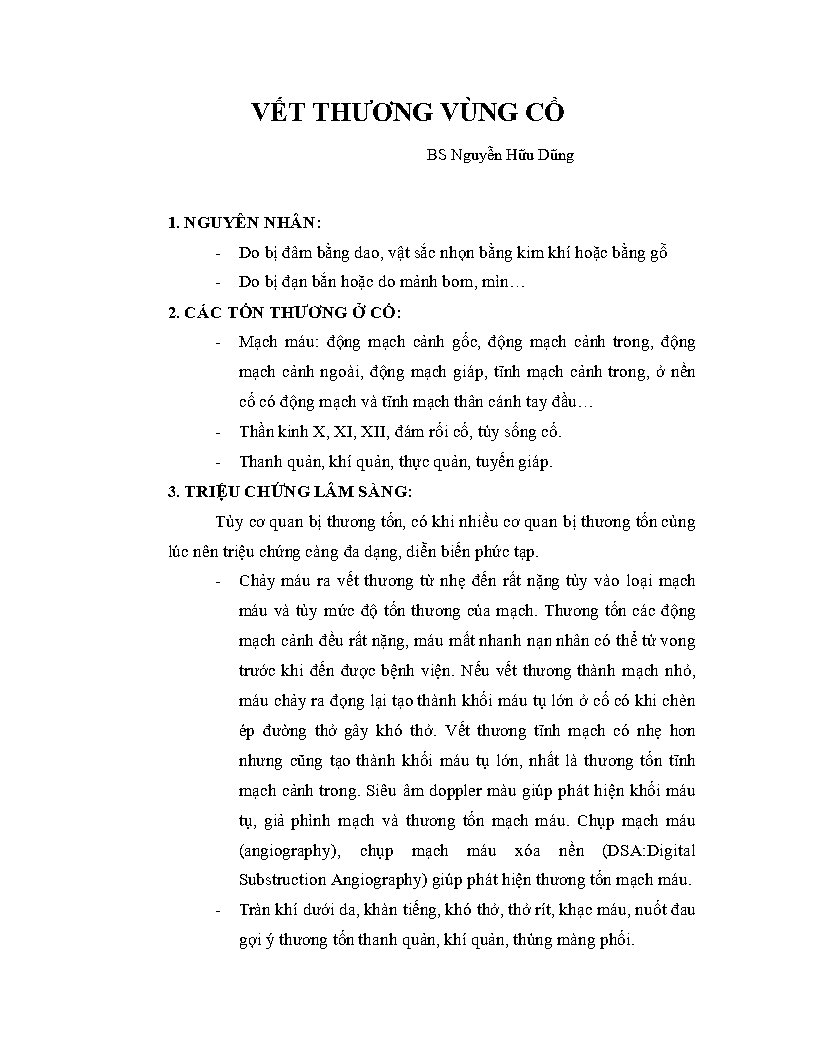 VẾT THƯƠNG VÙNG CỔ
BS Nguyễn Hữu Dũng
1. NGUYÊN NHÂN:
- Do bị đâm bằng dao, vật sắc nhọn bằng kim khí hoặc bằng gỗ
- Do bị đạn bắn hoặc do mảnh bom, mìn…
2. CÁC TỔN THƯƠNG Ở CỔ:
- Mạch máu: động mạch cảnh gốc, động mạch cảnh trong, động
mạch cảnh ngoài, động mạch giáp, tĩnh mạch cảnh trong, ở nền
cổ có động mạch và tĩnh mạch thân cánh tay đầu…
- Thần kinh X, XI, XII, đám rối cổ, tủy sống cổ.
- Thanh quản, khí quản, thực quản, tuyến giáp.
3. TRIỆU CHỨNG LÂM SÀNG:
Tùy cơ quan bị thương tổn, có khi nhiều cơ quan bị thương tổn cùng
lúc nên triệu chứng càng đa dạng, diễn biến phức tạp.
- Chảy máu ra vết thương từ nhẹ đến rất nặng tùy vào loại mạch
máu và tùy mức độ tổn thương của mạch. Thương tổn các động
mạch cảnh đều rất nặng, máu mất nhanh nạn nhân có thể tử vong
trước khi đến được bệnh viện. Nếu vết thương thành mạch nhỏ,
máu chảy ra đọng lại tạo thành khối máu tụ lớn ở cổ có khi chèn
ép đường thở gây khó thở. Vết thương tĩnh mạch có nhẹ hơn
nhưng cũng tạo thành khối máu tụ lớn, nhất là thương tổn tĩnh
mạch cảnh trong. Siêu âm doppler màu giúp phát hiện khối máu
tụ, giả phình mạch và thương tổn mạch máu. Chụp mạch máu
(angiography), chụp mạch máu xóa nền (DSA:Digital
Substruction Angiography) giúp phát hiện thương tổn mạch máu.
- Tràn khí dưới da, khàn tiếng, khó thở, thở rít, khạc máu, nuốt đau
gợi ý thương tổn thanh quản, khí quản, thủng màng phổi.